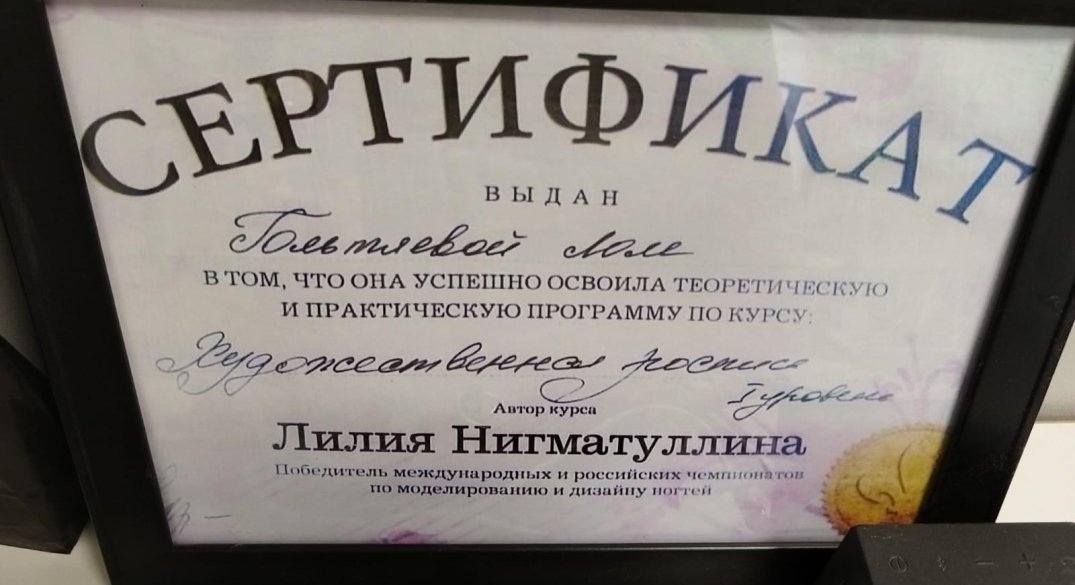 СЕРТИФИКАТ
ВЫДАН
В ТОМ, ЧТО ОНА УСПЕШНО ОСВОИЛА ТЕОРЕТИЧЕСКУЮ
И ПРАКТИЧЕСКУЮ ПРОГРАММУ ПО КУРСУ:
Художественная роспись
I уровень
Автор курса
Лилия Нигматуллина
Победитель международных и российских чемпионатов
по моделированию и дизайну ногтей